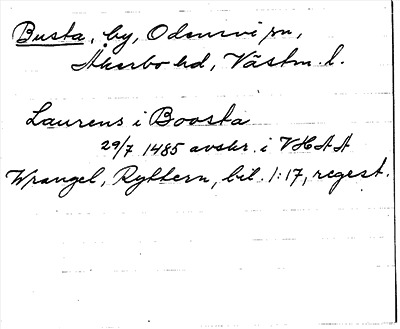 Busta, by, Odensvi sn,
Åkerbo hd, Västm. l.
Laurens i Boosta
29/7 1485 avskr. i VHAA
Wrangel, Ryttern, bil. 1:17, regest.